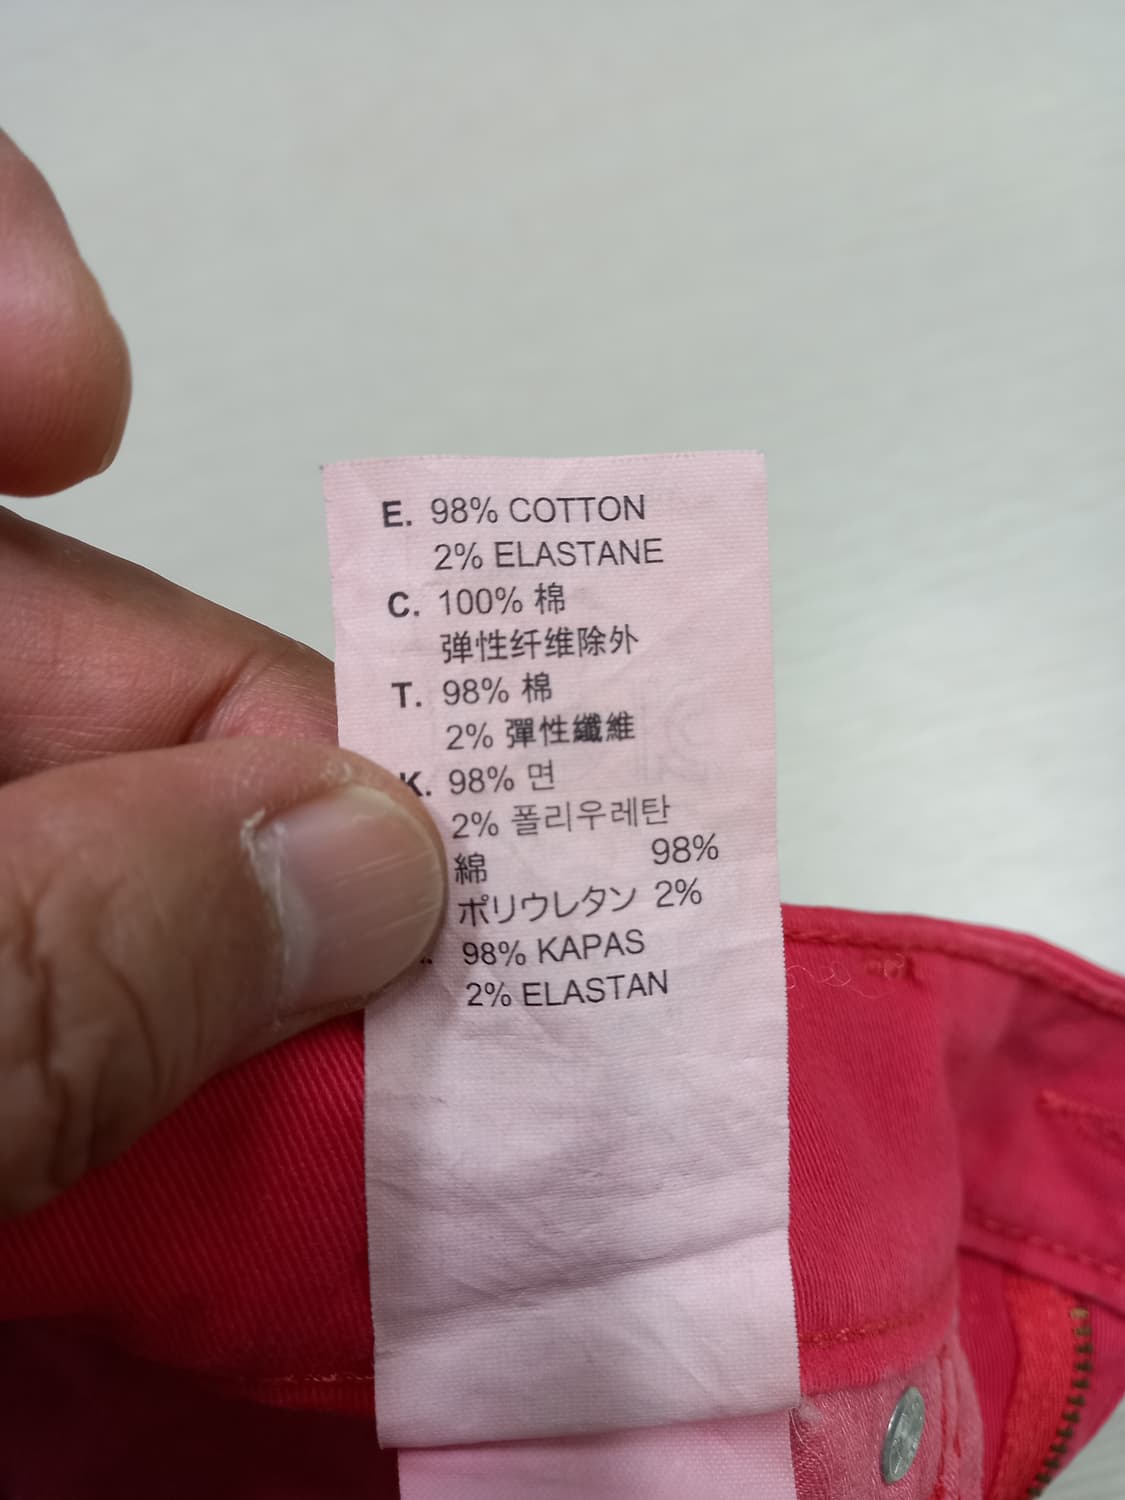 E. 98% COTTON
2% ELASTANE
C. 100% 棉
弹性纤维除外
T. 98% 棉
2% 彈性纖維
K. 98% 면
2% 폴리우레탄
綿 98%
ポリウレタン 2%
98% KAPAS
2% ELASTAN